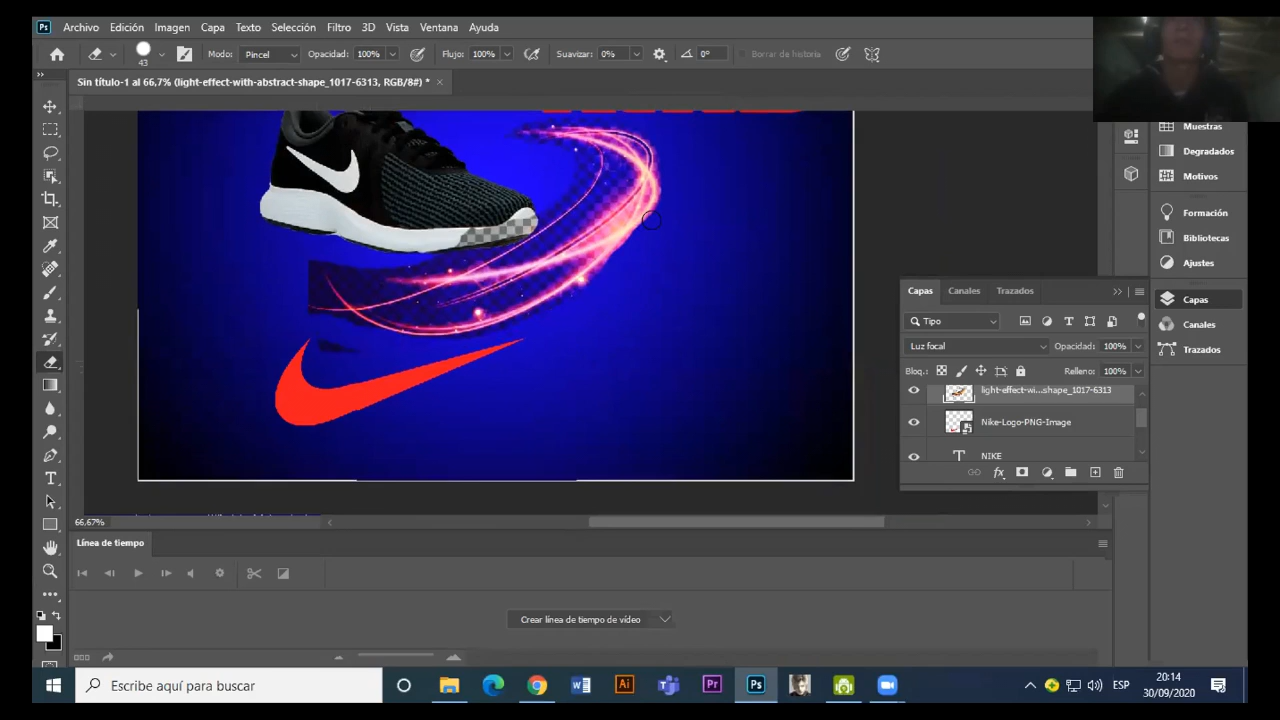 Ps Archivo Edición Imagen Capa Texto Selección Filtro 3D Vista Ventana Ayuda
43 Modo: Pincel Opacidad: 100% Flujo: 100% Suavizar: 0% 0° Borrar de historia
Sin título-1 al 66,7% (light-effect-with-abstract-shape_1017-6313, RGB/8#) * ×
Muestras
Degradados
Motivos
Formación
Bibliotecas
Ajustes
Capas
Canales
Trazados
Capas Canales Trazados
Tipo
Luz focal Opacidad: 100%
Bloq.: Relleno: 100%
light-effect-wi...shape_1017-6313
Nike-Logo-PNG-Image
T NIKE
fx
66,67%
Línea de tiempo
Crear línea de tiempo de vídeo
Escribe aquí para buscar
Ai Pr Ps
ESP
20:14
30/09/2020